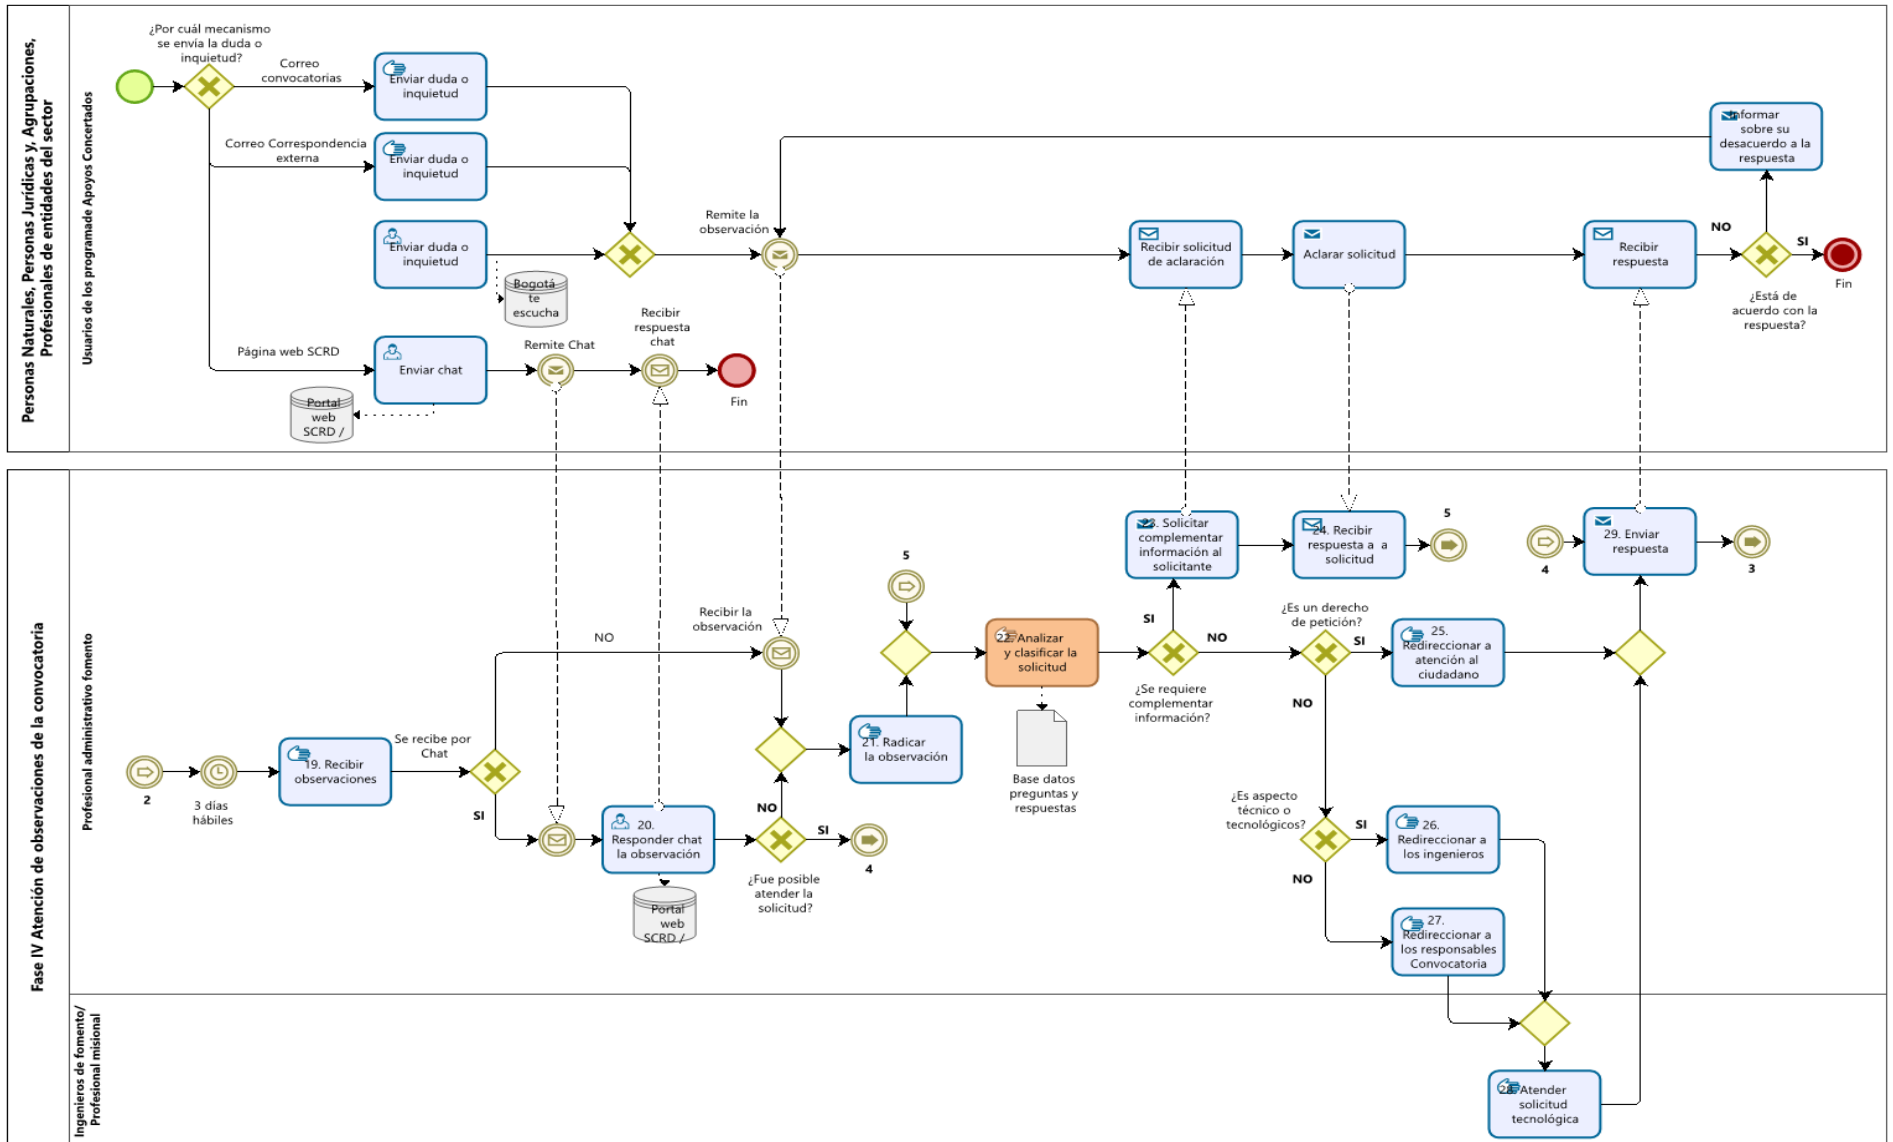 Personas Naturales, Personas Jurídicas y, Agrupaciones,
Profesionales de entidades del sector
Usuarios de los programade Apoyos Concertados
¿Por cuál mecanismo
se envía la duda o
inquietud?
Correo
convocatorias
Enviar duda o
inquietud
Correo Correspondencia
externa
Enviar duda o
inquietud
Enviar duda o
inquietud
Bogotá
te
escucha
Página web SCRD
Enviar chat
Portal
web
SCRD /
Remite Chat
Recibir
respuesta
chat
Fin
Remite la
observación
Recibir solicitud
de aclaración
Aclarar solicitud
Recibir
respuesta
Informar
sobre su
desacuerdo a la
respuesta
NO
SI
¿Está de
acuerdo con la
respuesta?
Fin
Fase IV Atención de observaciones de la convocatoria
Profesional administrativo fomento
2
3 días
hábiles
19. Recibir
observaciones
Se recibe por
Chat
NO
SI
20.
Responder chat
la observación
Portal
web
SCRD /
¿Fue posible
atender la
solicitud?
NO
SI
4
Recibir la
observación
21. Radicar
la observación
5
22. Analizar
y clasificar la
solicitud
Base datos
preguntas y
respuestas
¿Se requiere
complementar
información?
SI
NO
23. Solicitar
complementar
información al
solicitante
24. Recibir
respuesta a a
solicitud
5
¿Es un derecho
de petición?
SI
NO
25.
Redireccionar a
atención al
ciudadano
¿Es aspecto
técnico o
tecnológicos?
SI
NO
26.
Redireccionar a
los ingenieros
27.
Redireccionar a
los responsables
Convocatoria
4
29. Enviar
respuesta
3
Ingenieros de fomento/
Profesional misional
28. Atender
solicitud
tecnológica